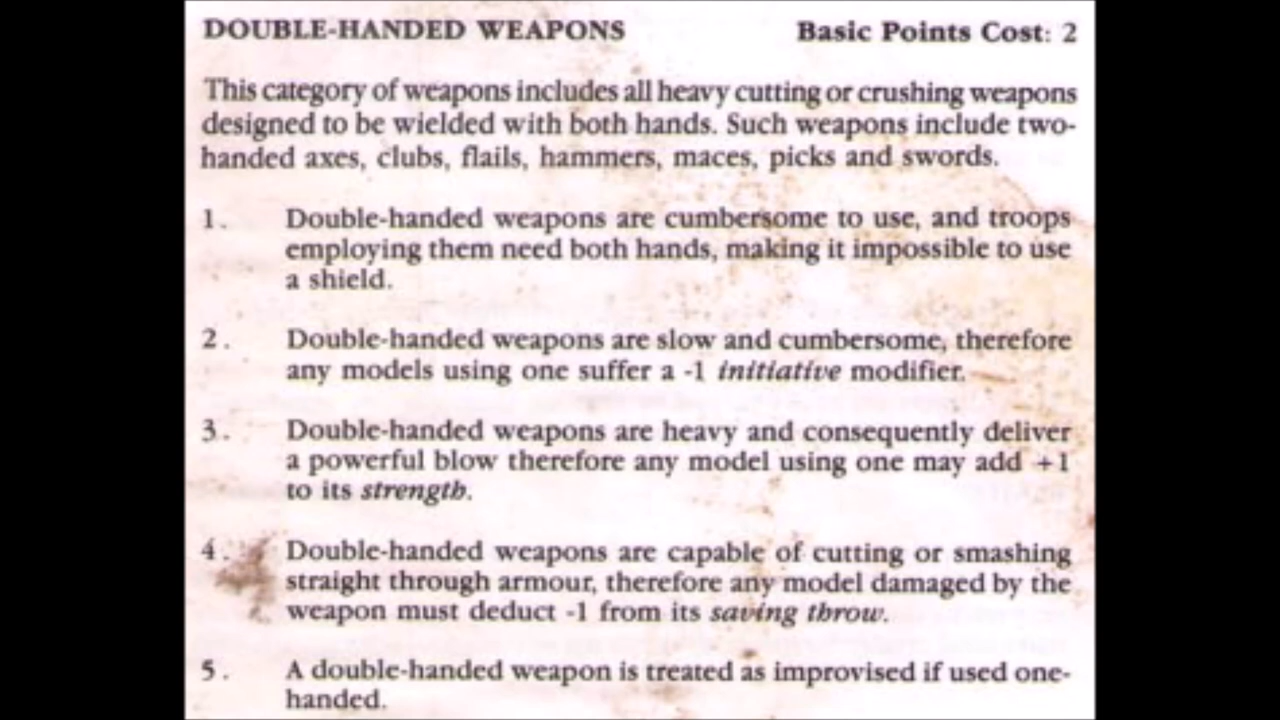 DOUBLE-HANDED WEAPONS Basic Points Cost: 2
This category of weapons includes all heavy cutting or crushing weapons
designed to be wielded with both hands. Such weapons include two-
handed axes, clubs, flails, hammers, maces, picks and swords.
1. Double-handed weapons are cumbersome to use, and troops
employing them need both hands, making it impossible to use
a shield.
2. Double-handed weapons are slow and cumbersome, therefore
any models using one suffer a -1 initiative modifier.
3. Double-handed weapons are heavy and consequently deliver
a powerful blow therefore any model using one may add +1
to its strength.
4. Double-handed weapons are capable of cutting or smashing
straight through armour, therefore any model damaged by the
weapon must deduct -1 from its saving throw.
5. A double-handed weapon is treated as improvised if used one-
handed.